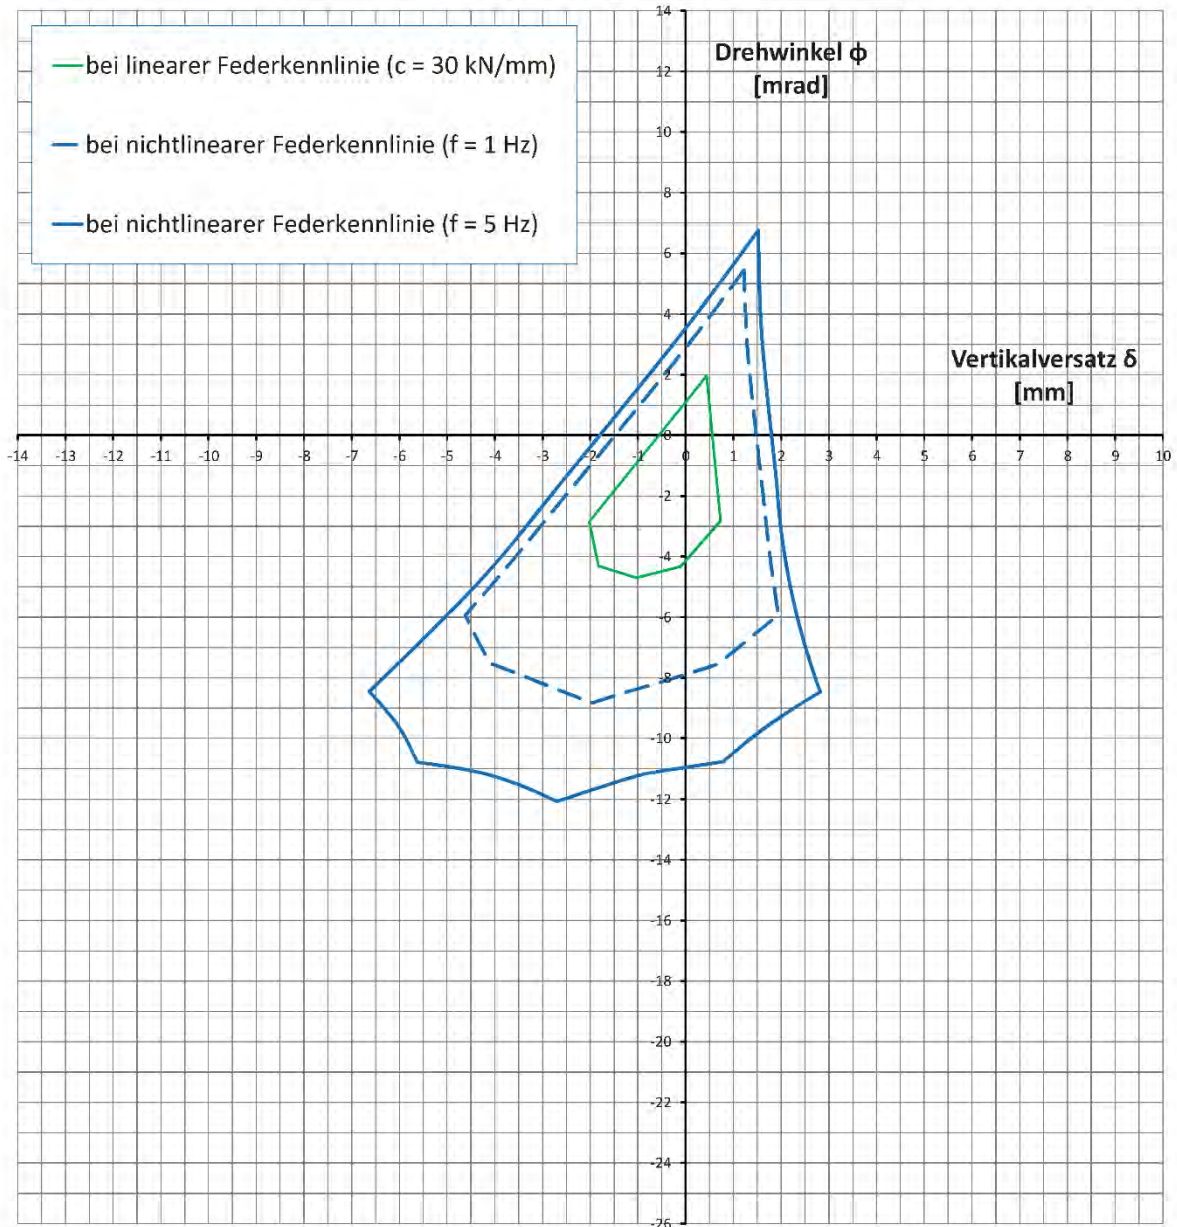 14
bei linearer Federkennlinie (c = 30 kN/mm)
bei nichtlinearer Federkennlinie (f = 1 Hz)
bei nichtlinearer Federkennlinie (f = 5 Hz)
Drehwinkel ϕ
[mrad]
12
10
8
6
4
Vertikalversatz δ
[mm]
2
0
-14 -13 -12 -11 -10 -9 -8 -7 -6 -5 -4 -3 -2 -1 0 1 2 3 4 5 6 7 8 9 10
-2
-4
-6
-8
-10
-12
-14
-16
-18
-20
-22
-24
-26